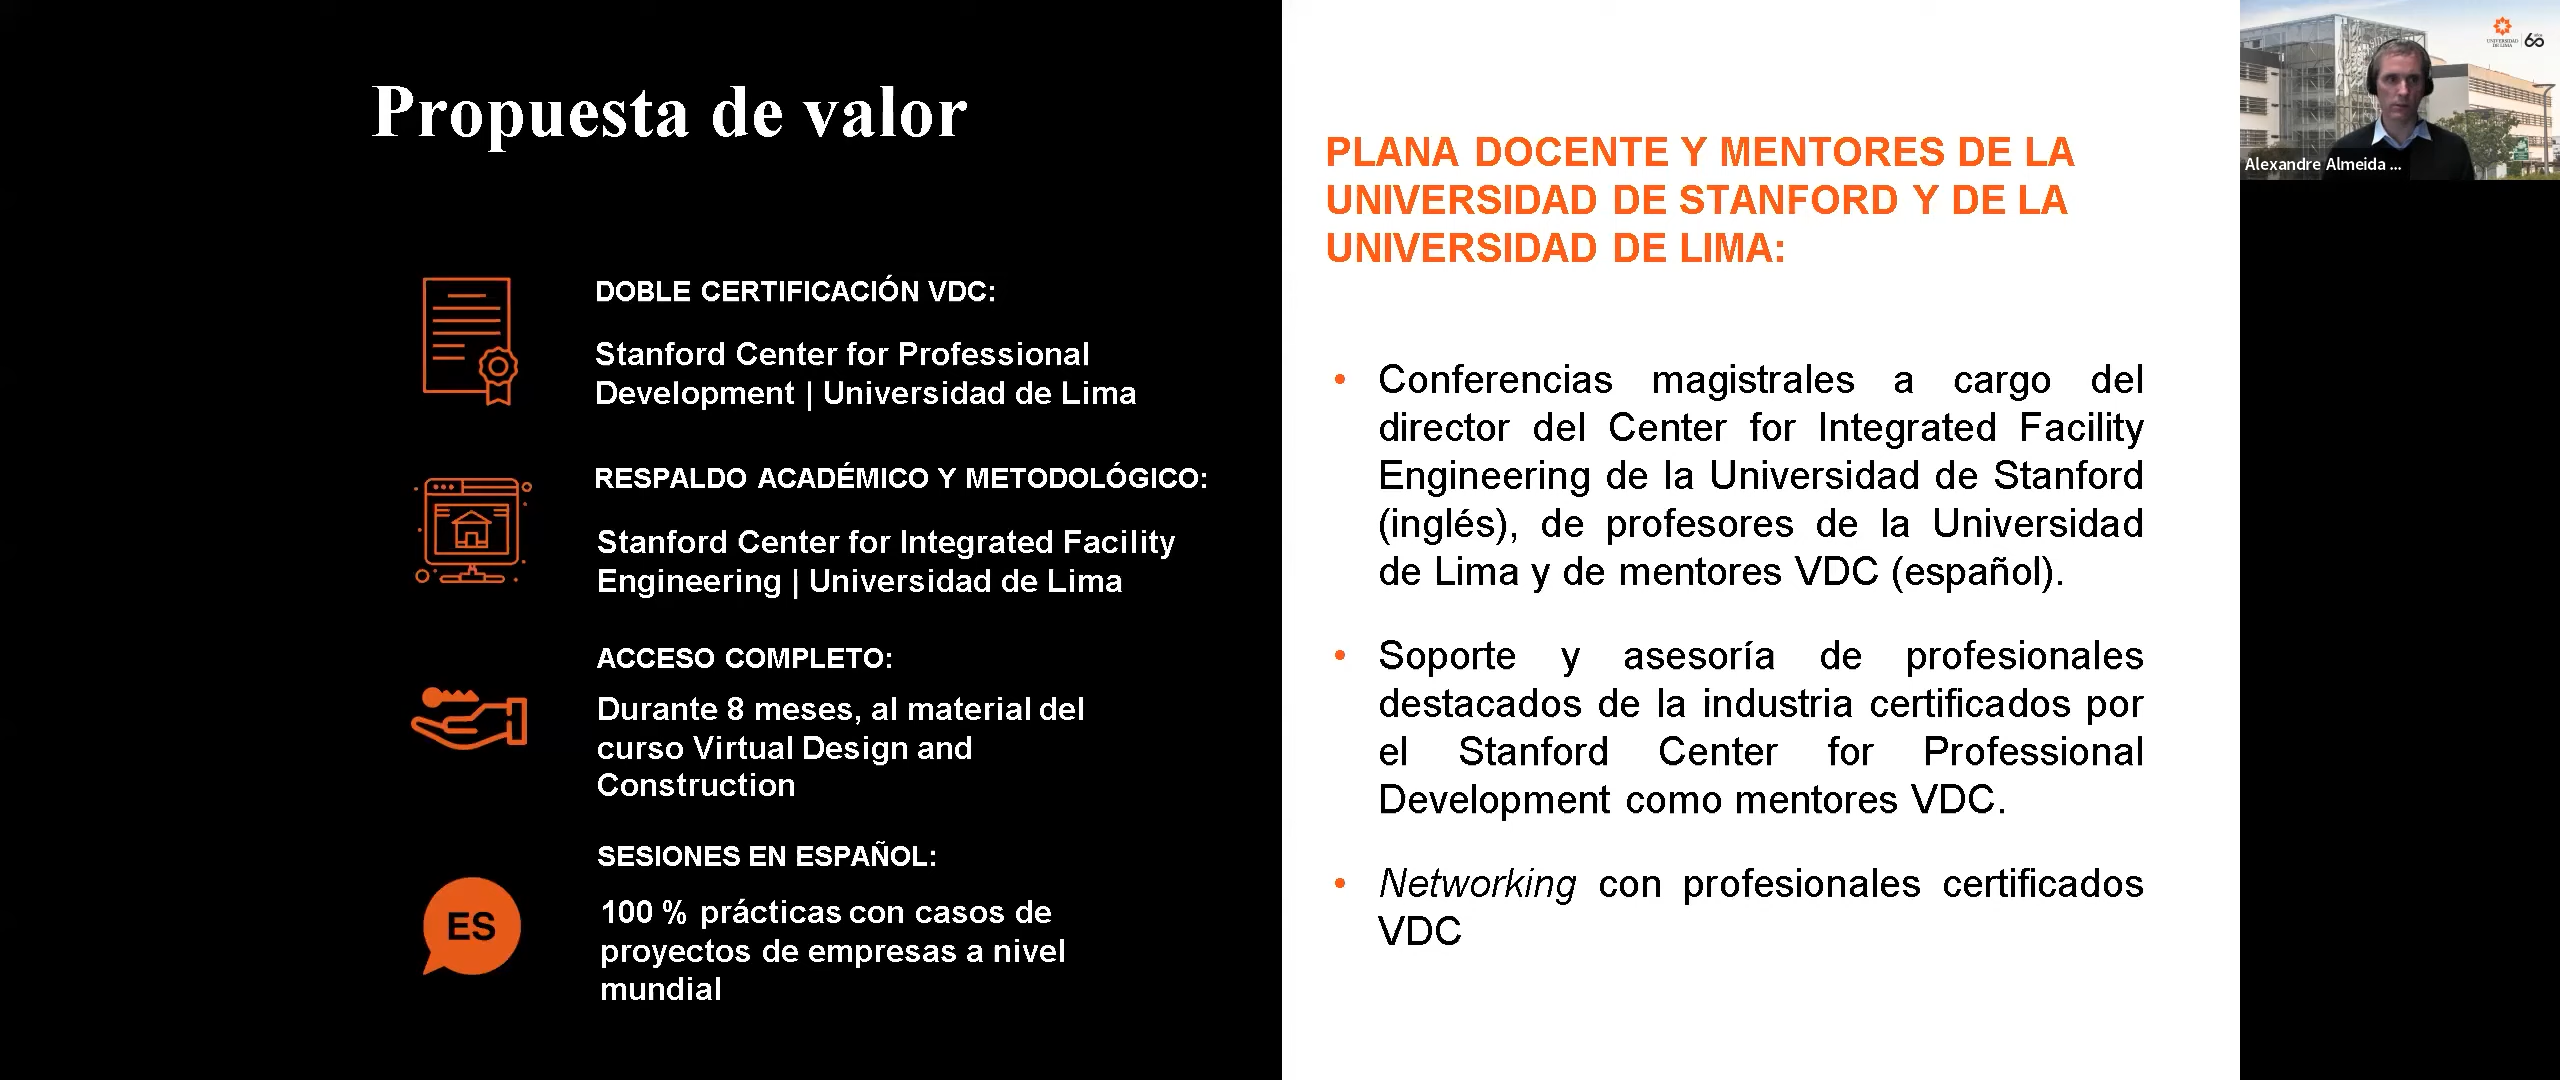 Propuesta de valor
DOBLE CERTIFICACIÓN VDC:
Stanford Center for Professional
Development | Universidad de Lima
RESPALDO ACADÉMICO Y METODOLÓGICO:
Stanford Center for Integrated Facility
Engineering | Universidad de Lima
ACCESO COMPLETO:
Durante 8 meses, al material del
curso Virtual Design and
Construction
SESIONES EN ESPAÑOL:
ES
100 % prácticas con casos de
proyectos de empresas a nivel
mundial
PLANA DOCENTE Y MENTORES DE LA
UNIVERSIDAD DE STANFORD Y DE LA
UNIVERSIDAD DE LIMA:
• Conferencias magistrales a cargo del
director del Center for Integrated Facility
Engineering de la Universidad de Stanford
(inglés), de profesores de la Universidad
de Lima y de mentores VDC (español).
• Soporte y asesoría de profesionales
destacados de la industria certificados por
el Stanford Center for Professional
Development como mentores VDC.
• Networking con profesionales certificados
VDC
UNIVERSIDAD
DE LIMA
60
Alexandre Almeida ...